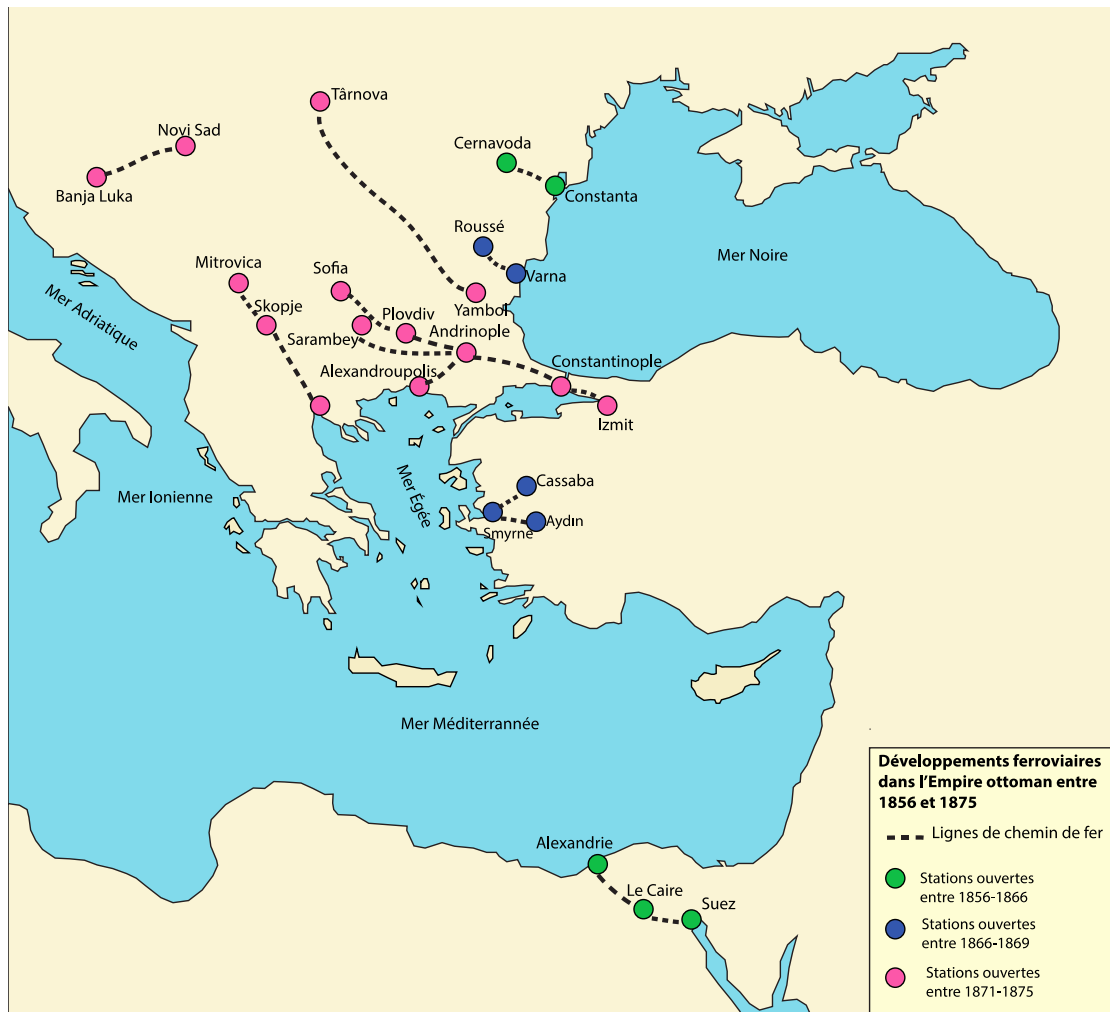 Târnova
Novi Sad
Cernavoda
Banja Luka
Constanta
Roussé
Mer Noire
Mitrovica
Sofia
Varna
Mer Adriatique
Skopje
Plovdiv
Yambol
Sarambey
Andrinople
Alexandroupolis
Constantinople
Izmit
Mer Ionienne
Mer Égée
Cassaba
Smyrne
Aydın
Mer Méditerrannée
Alexandrie
Le Caire
Suez
Développements ferroviaires
dans l'Empire ottoman entre
1856 et 1875
Lignes de chemin de fer
Stations ouvertes
entre 1856-1866
Stations ouvertes
entre 1866-1869
Stations ouvertes
entre 1871-1875